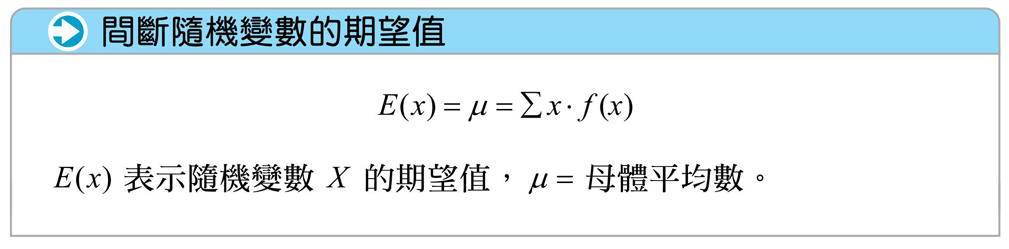 間斷隨機變數的期望值
E(x) = μ = ∑ x · f (x)
E(x) 表示隨機變數 X 的期望值，μ = 母體平均數。